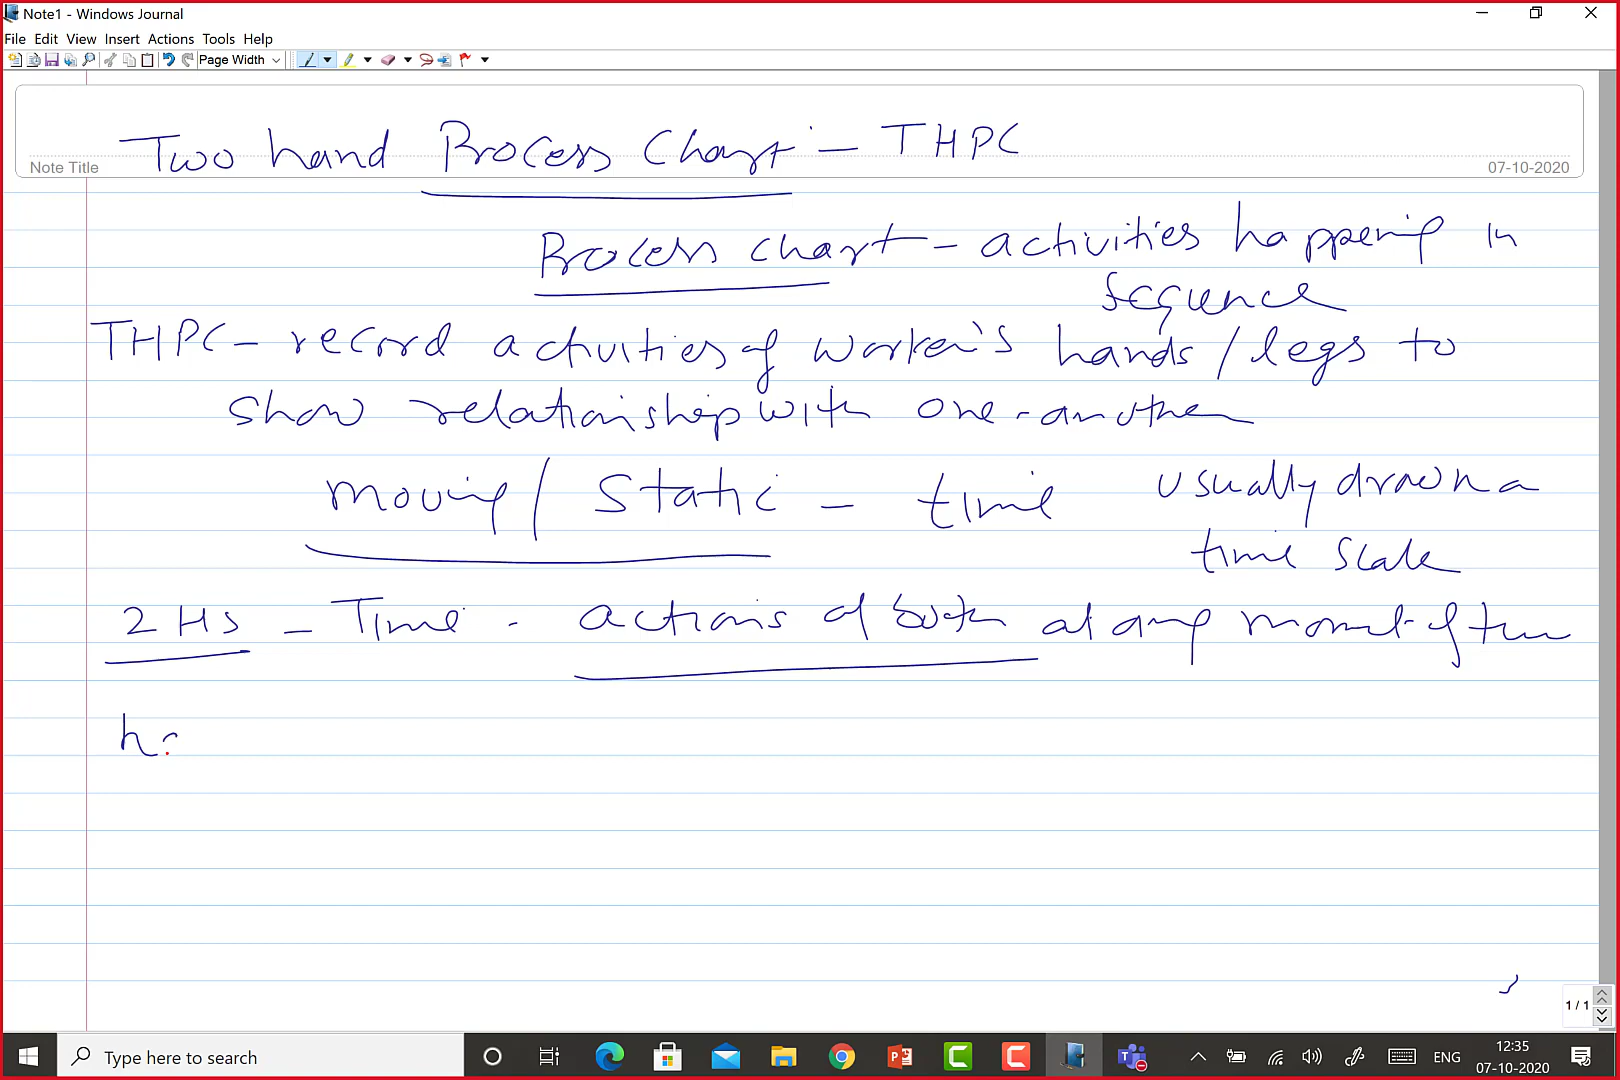 Note1 - Windows Journal
File Edit View Insert Actions Tools Help
Page Width
Two hand Process Chart - THPC
Note Title
07-10-2020
Process chart - activities happening in
sequence
THPC - record activities of worker's hands / legs to
show relationship with one-another
moving / static - time usually drawn a
time scale
2 Hs - Time - actions of both at any moment of time
h
1 / 1
Type here to search
ENG
12:35
07-10-2020